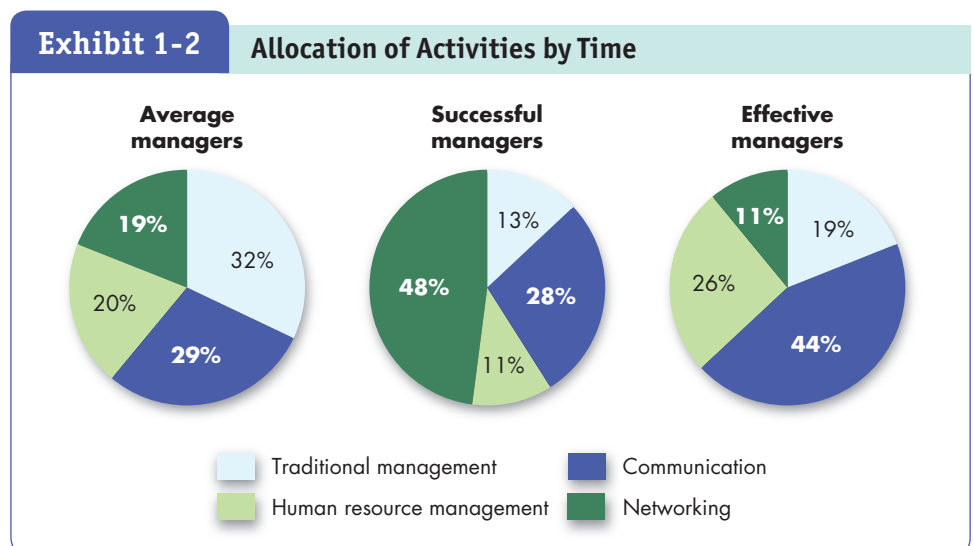 Exhibit 1-2
Allocation of Activities by Time
Average
managers
Successful
managers
Effective
managers
19%
32%
20%
29%
13%
48%
28%
11%
11%
19%
26%
44%
Traditional management
Communication
Human resource management
Networking